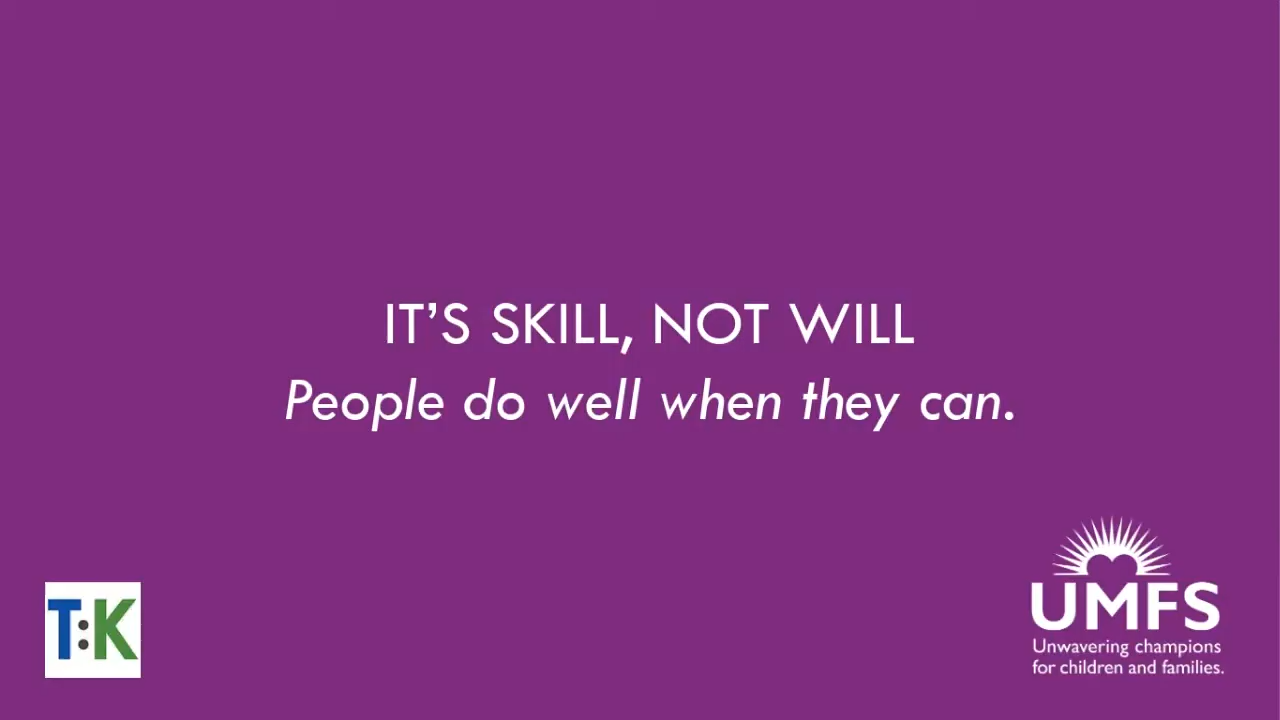 IT’S SKILL, NOT WILL
People do well when they can.
T:K
UMFS
Unwavering champions
for children and families.